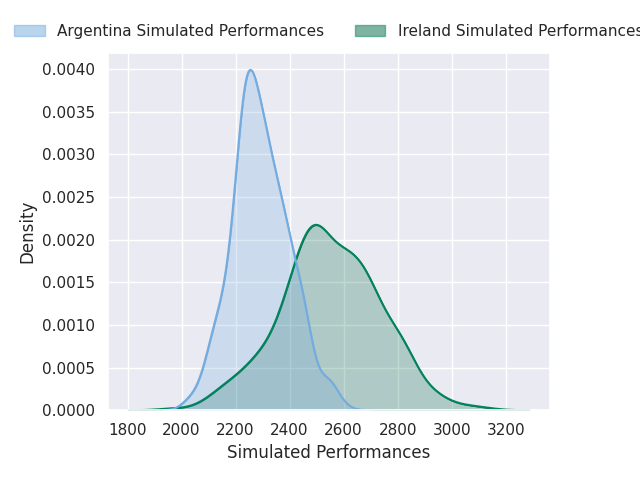 Argentina Simulated Performances Ireland Simulated Performances
0.0040
0.0035
0.0030
0.0025
0.0020
0.0015
0.0010
0.0005
0.0000
Density
1800 2000 2200 2400 2600 2800 3000 3200
Simulated Performances